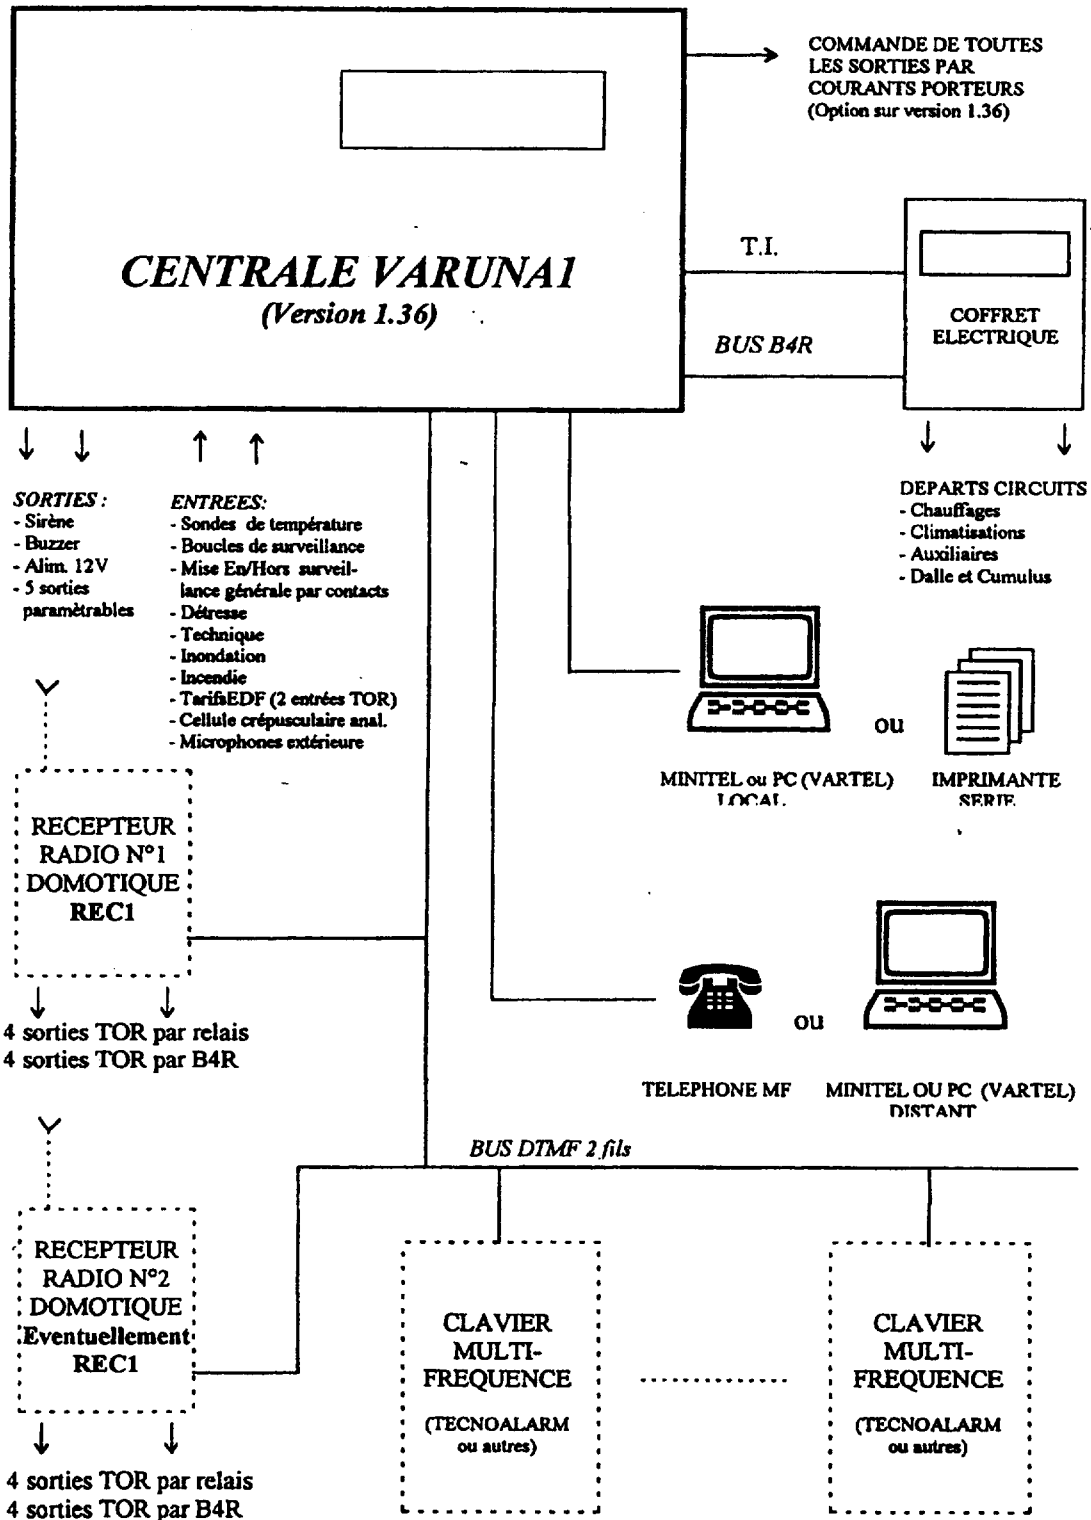 COMMANDE DE TOUTES
LES SORTIES PAR
COURANTS PORTEURS
(Option sur version 1.36)
CENTRALE VARUNA1
(Version 1.36)
T.I.
BUS B4R
COFFRET
ELECTRIQUE
SORTIES :
- Sirène
- Buzzer
- Alim. 12V
- 5 sorties
paramètrables
ENTREES:
- Sondes de température
- Boucles de surveillance
- Mise En/Hors surveil-
lance générale par contacts
- Détresse
- Technique
- Inondation
- Incendie
- TarifsEDF (2 entrées TOR)
- Cellule crépusculaire anal.
- Microphones extérieure
DEPARTS CIRCUITS
- Chauffages
- Climatisations
- Auxiliaires
- Dalle et Cumulus
ou
MINITEL ou PC (VARTEL)
LOCAL
IMPRIMANTE
SERIE
RECEPTEUR
RADIO N°1
DOMOTIQUE
REC1
4 sorties TOR par relais
4 sorties TOR par B4R
ou
TELEPHONE MF
MINITEL OU PC (VARTEL)
DISTANT
BUS DTMF 2 fils
RECEPTEUR
RADIO N°2
DOMOTIQUE
Eventuellement
REC1
4 sorties TOR par relais
4 sorties TOR par B4R
CLAVIER
MULTI-
FREQUENCE
(TECNOALARM
ou autres)
CLAVIER
MULTI-
FREQUENCE
(TECNOALARM
ou autres)